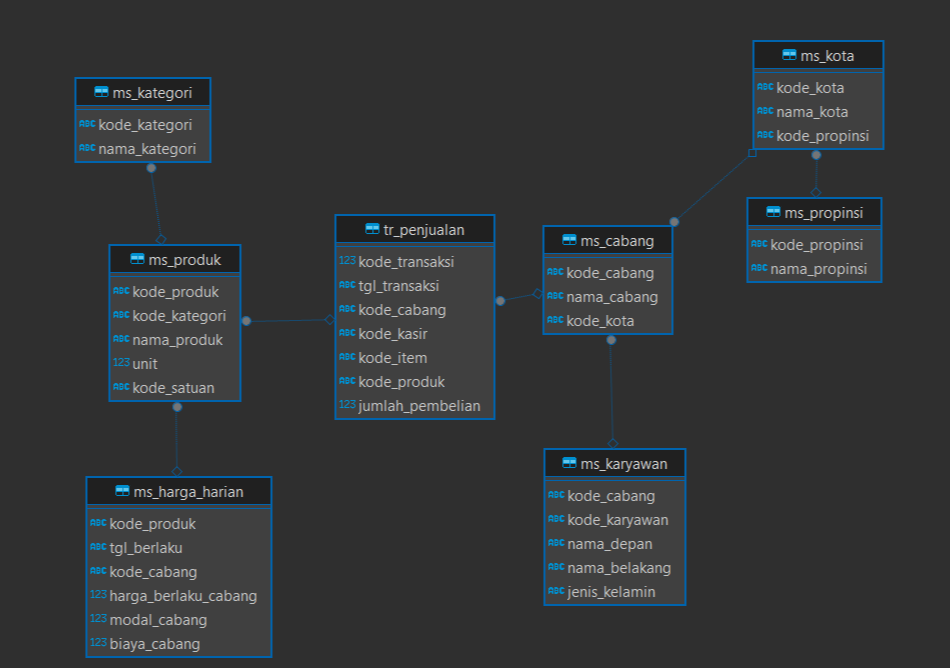 ms_kategori
ABC kode_kategori
ABC nama_kategori
ms_produk
ABC kode_produk
ABC kode_kategori
ABC nama_produk
123 unit
ABC kode_satuan
ms_harga_harian
ABC kode_produk
ABC tgl_berlaku
ABC kode_cabang
123 harga_berlaku_cabang
123 modal_cabang
123 biaya_cabang
tr_penjualan
123 kode_transaksi
ABC tgl_transaksi
ABC kode_cabang
ABC kode_kasir
ABC kode_item
ABC kode_produk
123 jumlah_pembelian
ms_cabang
ABC kode_cabang
ABC nama_cabang
ABC kode_kota
ms_karyawan
ABC kode_cabang
ABC kode_karyawan
ABC nama_depan
ABC nama_belakang
ABC jenis_kelamin
ms_kota
ABC kode_kota
ABC nama_kota
ABC kode_propinsi
ms_propinsi
ABC kode_propinsi
ABC nama_propinsi